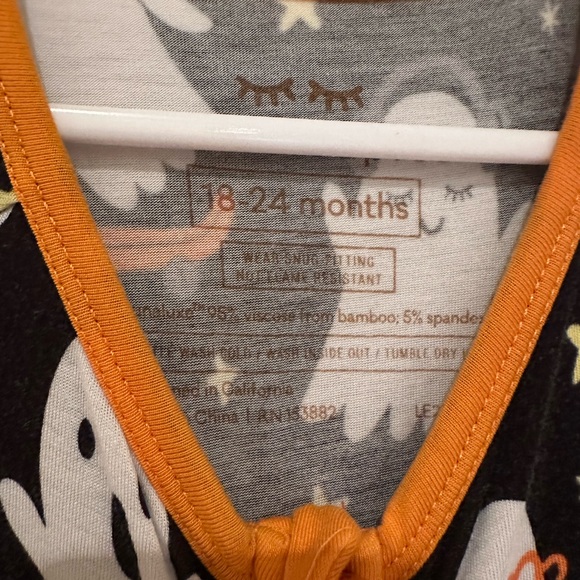 18-24 months
WEAR SNUG FITTING
NOT FLAME RESISTANT
95% viscose from bamboo; 5%
WASH COLD / WASH INSIDE OUT / TUMBLE DRY
in California
China RN 153882